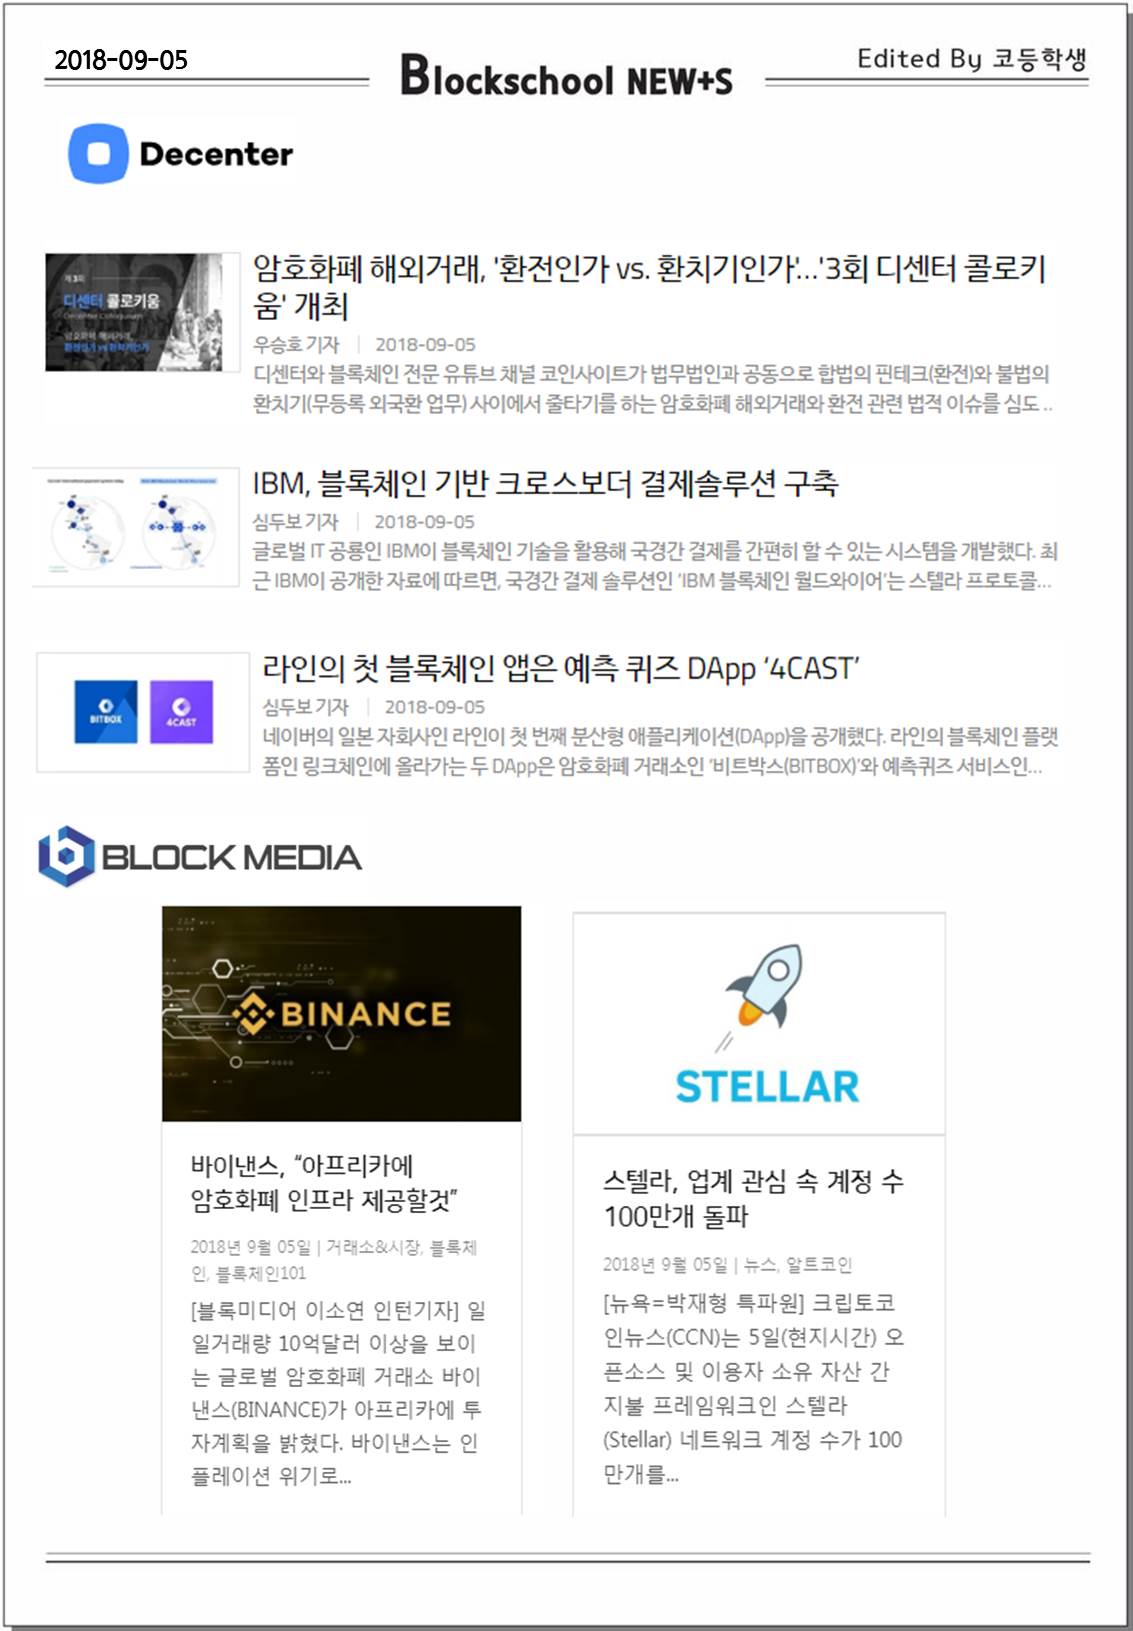 2018-09-05
Blockschool NEW+S
Edited By 코등학생
Decenter
제3회
디센터 콜로키움
Decenter Colloquium
암호화폐 해외거래,
환전인가 vs 환치기인가
암호화폐 해외거래, '환전인가 vs. 환치기인가'...'3회 디센터 콜로키
움' 개최
우승호 기자 | 2018-09-05
디센터와 블록체인 전문 유튜브 채널 코인사이트가 법무법인과 공동으로 합법의 핀테크(환전)와 불법의
환치기(무등록 외국환 업무) 사이에서 줄타기를 하는 암호화폐 해외거래와 환전 관련 법적 이슈를 심도 ..
IBM, 블록체인 기반 크로스보더 결제솔루션 구축
심두보 기자 | 2018-09-05
글로벌 IT 공룡인 IBM이 블록체인 기술을 활용해 국경간 결제를 간편히 할 수 있는 시스템을 개발했다. 최
근 IBM이 공개한 자료에 따르면, 국경간 결제 솔루션인 'IBM 블록체인 월드와이어'는 스텔라 프로토콜...
BITBOX
4CAST
라인의 첫 블록체인 앱은 예측 퀴즈 DApp ‘4CAST’
심두보 기자 | 2018-09-05
네이버의 일본 자회사인 라인이 첫 번째 분산형 애플리케이션(DApp)을 공개했다. 라인의 블록체인 플랫
폼인 링크체인에 올라가는 두 DApp은 암호화폐 거래소인 '비트박스(BITBOX)'와 예측퀴즈 서비스인...
BLOCK MEDIA
BINANCE
바이낸스, “아프리카에
암호화폐 인프라 제공할것”
2018년 9월 05일 | 거래소&시장, 블록체
인, 블록체인101
[블록미디어 이소연 인턴기자] 일
일거래량 10억달러 이상을 보이
는 글로벌 암호화폐 거래소 바이
낸스(BINANCE)가 아프리카에 투
자계획을 밝혔다. 바이낸스는 인
플레이션 위기로...
STELLAR
스텔라, 업계 관심 속 계정 수
100만개 돌파
2018년 9월 05일 | 뉴스, 알트코인
[뉴욕=박재형 특파원] 크립토코
인뉴스(CCN)는 5일(현지시간) 오
픈소스 및 이용자 소유 자산 간
지불 프레임워크인 스텔라
(Stellar) 네트워크 계정 수가 100
만개를...